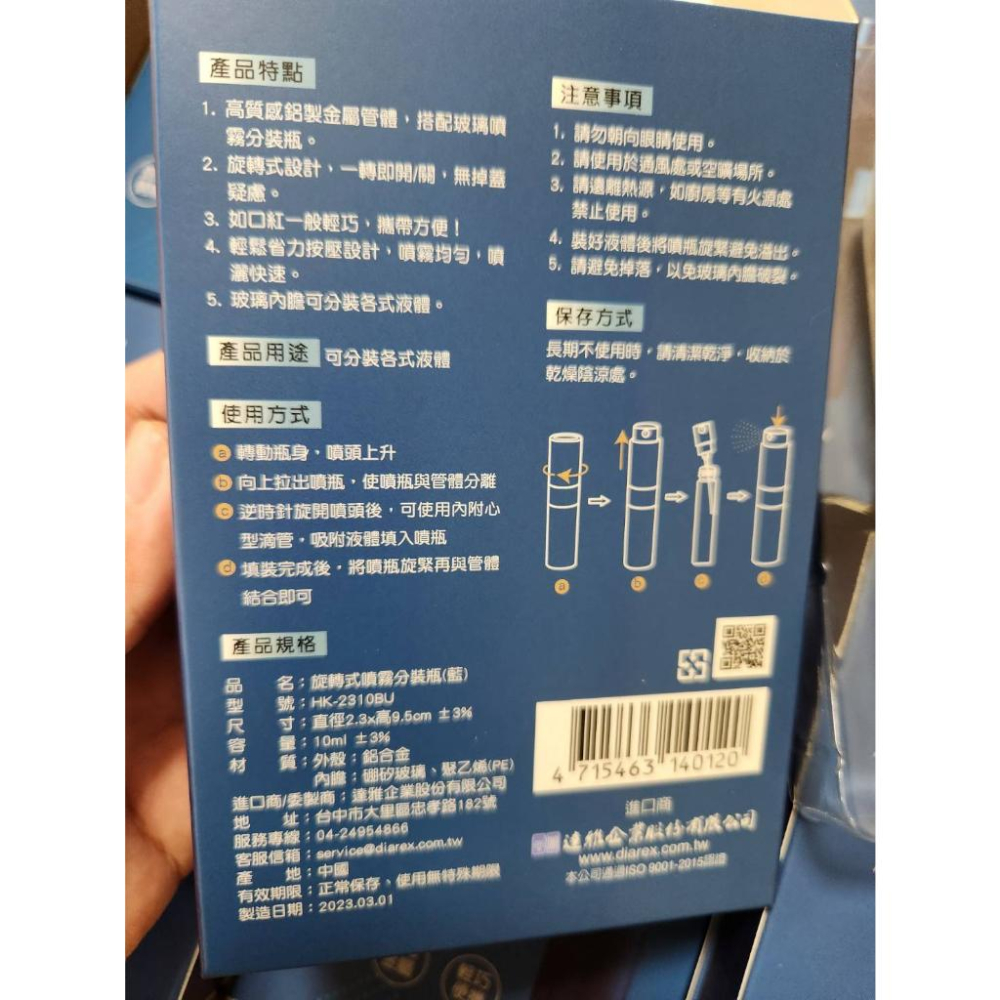 產品特點
1. 高質感鋁製金屬管體，搭配玻璃噴
霧分裝瓶。
2. 旋轉式設計，一轉即開/關，無掉蓋
疑慮。
3. 如口紅一般輕巧，攜帶方便！
4. 輕鬆省力按壓設計，噴霧均勻，噴
灑快速。
5. 玻璃內膽可分裝各式液體。
產品用途 可分裝各式液體
使用方式
a 轉動瓶身，噴頭上升
b 向上拉出噴瓶，使噴瓶與管體分離
c 逆時針旋開噴頭後，可使用內附心
型滴管，吸附液體填入噴瓶
d 填裝完成後，將噴瓶旋緊再與管體
結合即可
產品規格
品 名：旋轉式噴霧分裝瓶(藍)
型 號：HK-2310BU
尺 寸：直徑2.3x高9.5cm ±3%
容 量：10ml ±3%
材 質：外殼：鋁合金
內膽：硼矽玻璃、聚乙烯(PE)
進口商/委製商：達雅企業股份有限公司
地 址：台中市大里區忠孝路182號
服務專線：04-24954866
客服信箱：service@diarex.com.tw
產 地：中國
有效期限：正常保存、使用無特殊期限
製造日期：2023.03.01
注意事項
1. 請勿朝向眼睛使用。
2. 請使用於通風處或空曠場所。
3. 請遠離熱源，如廚房等有火源處
禁止使用。
4. 裝好液體後將噴瓶旋緊避免溢出。
5. 請避免掉落，以免玻璃內膽破裂。
保存方式
長期不使用時，請清潔乾淨，收納於
乾燥陰涼處。
a b c d
4 715463 140120
進口商
達雅企業股份有限公司
www.diarex.com.tw
本公司通過ISO 9001-2015認證
輕巧